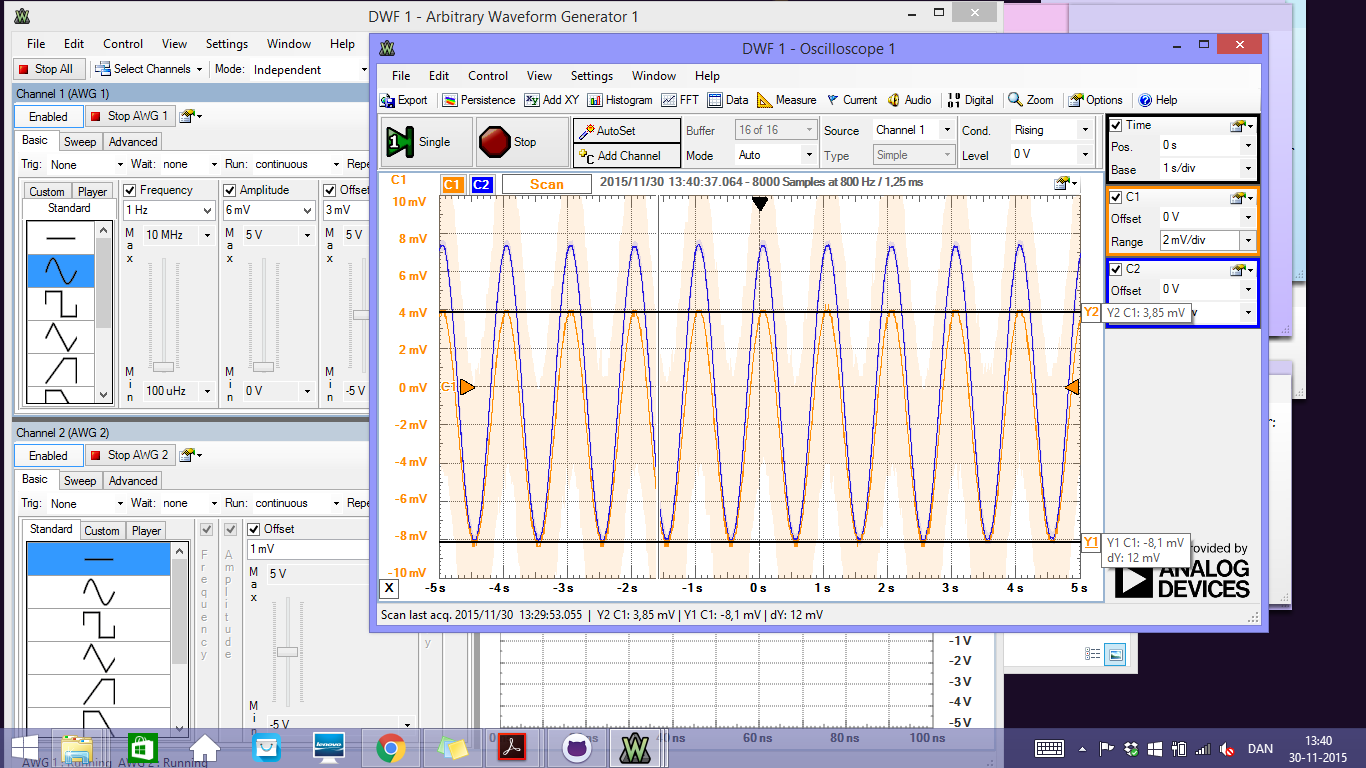 DWF 1 - Arbitrary Waveform Generator 1
File Edit Control View Settings Window Help
Stop All Select Channels Mode: Independent
Channel 1 (AWG 1)
Enabled Stop AWG 1
Basic Sweep Advanced
Trig: None Wait: none Run: continuous Repe
Custom Player
Standard
Frequency Amplitude Offset
1 Hz 6 mV 3 mV
Max 10 MHz Max 5 V Max 5 V
Min 100 uHz Min 0 V Min -5 V
Channel 2 (AWG 2)
Enabled Stop AWG 2
Basic Sweep Advanced
Trig: None Wait: none Run: continuous Repe
Standard Custom Player
Frequency Amplitude Offset
1 mV
Max 5 V
Min -5 V
AWG 1: Running AWG 2: Running
DWF 1 - Oscilloscope 1
File Edit Control View Settings Window Help
Export Persistence Add XY Histogram FFT Data Measure Current Audio Digital Zoom Options Help
Single Stop
AutoSet
Add Channel
Buffer 16 of 16 Source Channel 1 Cond. Rising
Mode Auto Type Simple Level 0 V
C1 C1 C2 Scan 2015/11/30 13:40:37.064 - 8000 Samples at 800 Hz / 1,25 ms
10 mV
8 mV
6 mV
4 mV
2 mV
0 mV
-2 mV
-4 mV
-6 mV
-8 mV
-10 mV
C1
X -5 s -4 s -3 s -2 s -1 s 0 s 1 s 2 s 3 s 4 s 5 s
Time
Pos. 0 s
Base 1 s/div
C1
Offset 0 V
Range 2 mV/div
C2
Offset 0 V
Y2 Y2 C1: 3,85 mV v
Y1 Y1 C1: -8,1 mV
dY: 12 mV
rovided by
ANALOG
DEVICES
Scan last acq. 2015/11/30 13:29:53.055 | Y2 C1: 3,85 mV | Y1 C1: -8,1 mV | dY: 12 mV
y
-1 V
-2 V
-3 V
-4 V
-5 V
ms 40 ns 60 ns 80 ns 100 ns
lenovo
DAN
13:40
30-11-2015